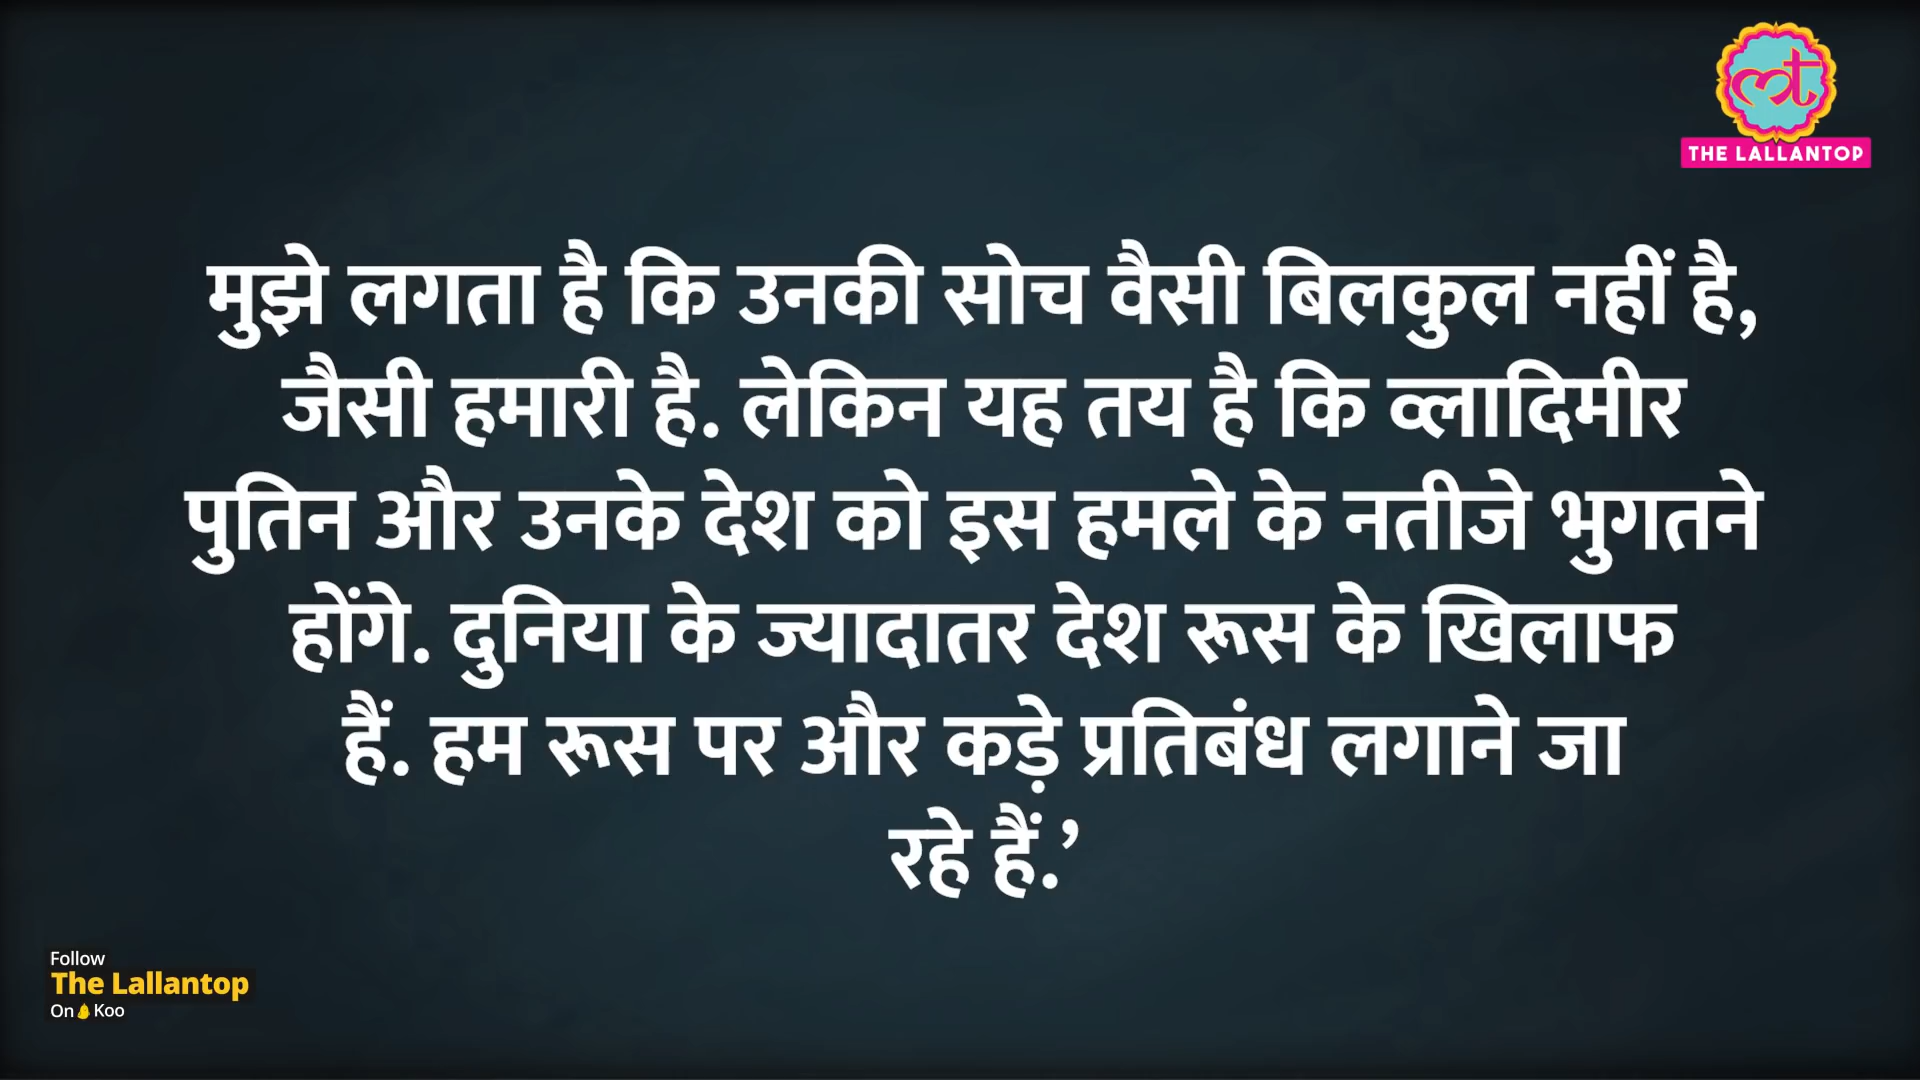 THE LALLANTOP
मुझे लगता है कि उनकी सोच वैसी बिलकुल नहीं है,
जैसी हमारी है. लेकिन यह तय है कि व्लादिमीर
पुतिन और उनके देश को इस हमले के नतीजे भुगतने
होंगे. दुनिया के ज्यादातर देश रूस के खिलाफ
हैं. हम रूस पर और कड़े प्रतिबंध लगाने जा
रहे हैं.’
Follow
The Lallantop
On Koo